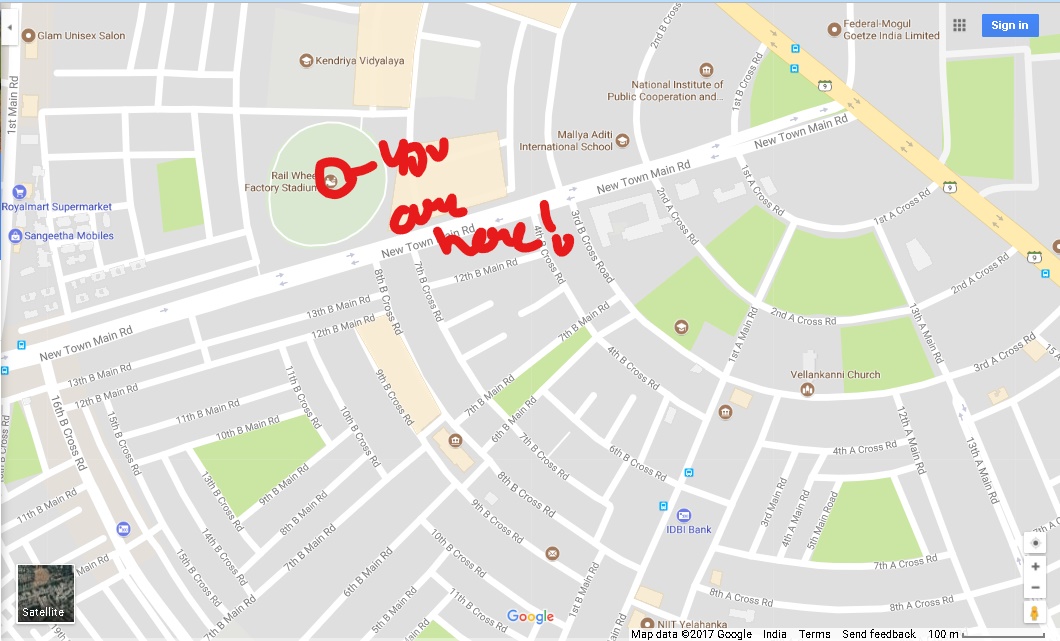 Glam Unisex Salon
Kendriya Vidyalaya
2nd B Cross Rd
Federal-Mogul
Goetze India Limited
Sign in
1st Main Rd
National Institute of
Public Cooperation and...
1st B Cross Rd
9
Mallya Aditi
International School
New Town Main Rd
New Town Main Rd
9
you
are
here!
Rail Whee
Factory Stadium
Royalmart Supermarket
Sangeetha Mobiles
2nd A Cross Rd
1st A Cross Rd
1st A Cross Rd
New Town Main Rd
4th B Cross Rd
3rd B Cross Road
9
8th B Cross Rd
7th B Cross Rd
12th B Main Rd
2nd A Cross Rd
13th B Main Rd
12th B Main Rd
7th B Main Rd
2nd A Cross Rd
13th A Main Rd
New Town Main Rd
1st A Main Rd
3rd A Cross Rd
15
4th B Cross Rd
13th B Main Rd
12th B Main Rd
11th B Cross Rd
9th B Cross Rd
7th B Main Rd
Vellankanni Church
16th B Cross Rd
15th B Cross Rd
11th B Main Rd
10th B Main Rd
10th B Cross Rd
6th B Main Rd
7th B Cross Rd
6th B Cross Rd
12th A Main Rd
13th A Main Rd
4th A Cross Rd
13th B Cross Rd
9th B Main Rd
8th B Main Rd
8th B Cross Rd
3rd Main Rd
4th A Main Rd
5th Main Road
11th B Main Rd
14th B Cross Rd
7th B Main Rd
9th B Cross Rd
IDBI Bank
15th B Cross Rd
6th B Main Rd
10th B Cross Rd
1st B Main Rd
7th A Cross Rd
8th A Cross Rd
8th A Cross Rd
Satellite
Google
NIIT Yelahanka
Map data ©2017 Google India Terms Send feedback 100 m